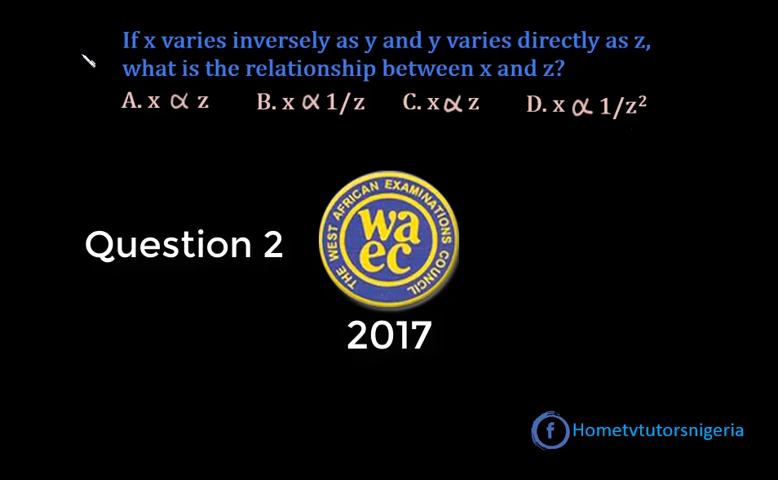 If x varies inversely as y and y varies directly as z,
what is the relationship between x and z?
A. x ∝ z B. x ∝ 1/z C. x ∝ z D. x ∝ 1/z²
Question 2
THE WEST AFRICAN EXAMINATIONS COUNCIL
wa
ec
2017
f Hometvtutorsnigeria